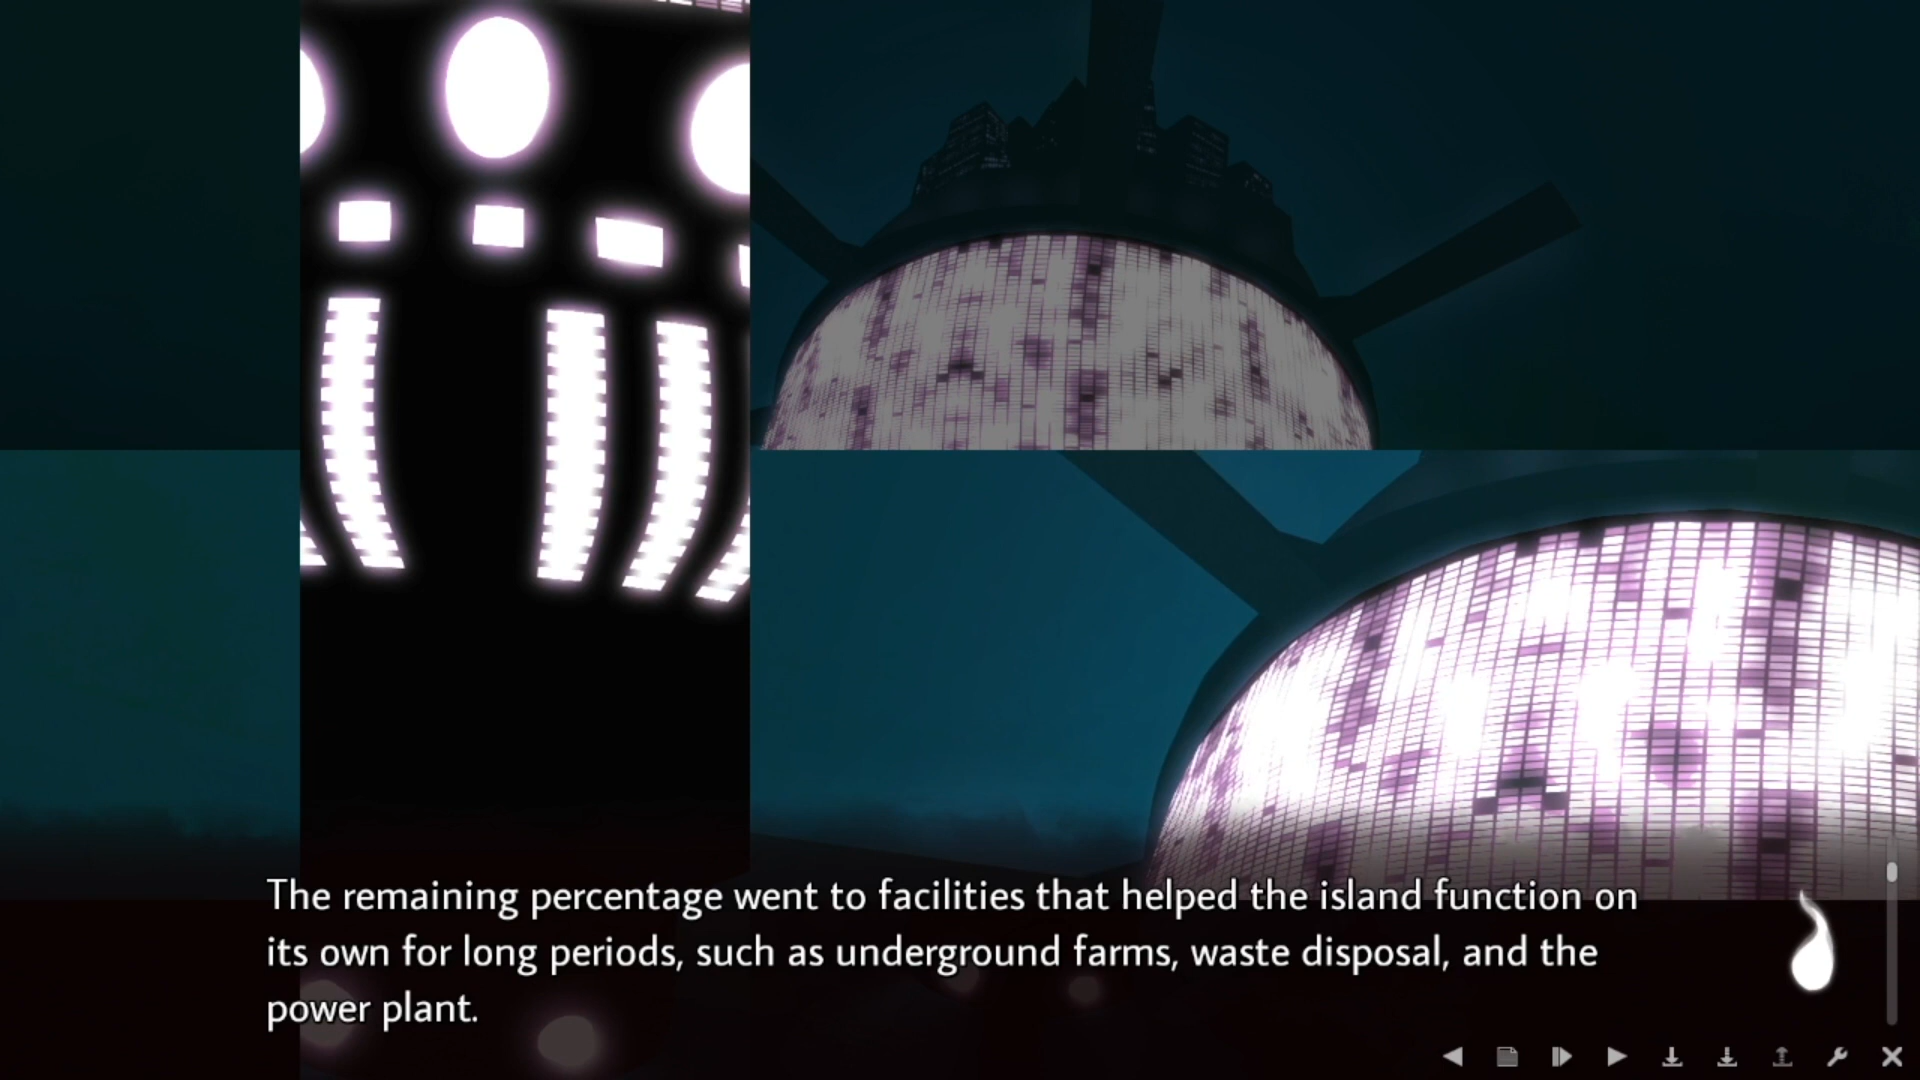 The remaining percentage went to facilities that helped the island function on
its own for long periods, such as underground farms, waste disposal, and the
power plant.